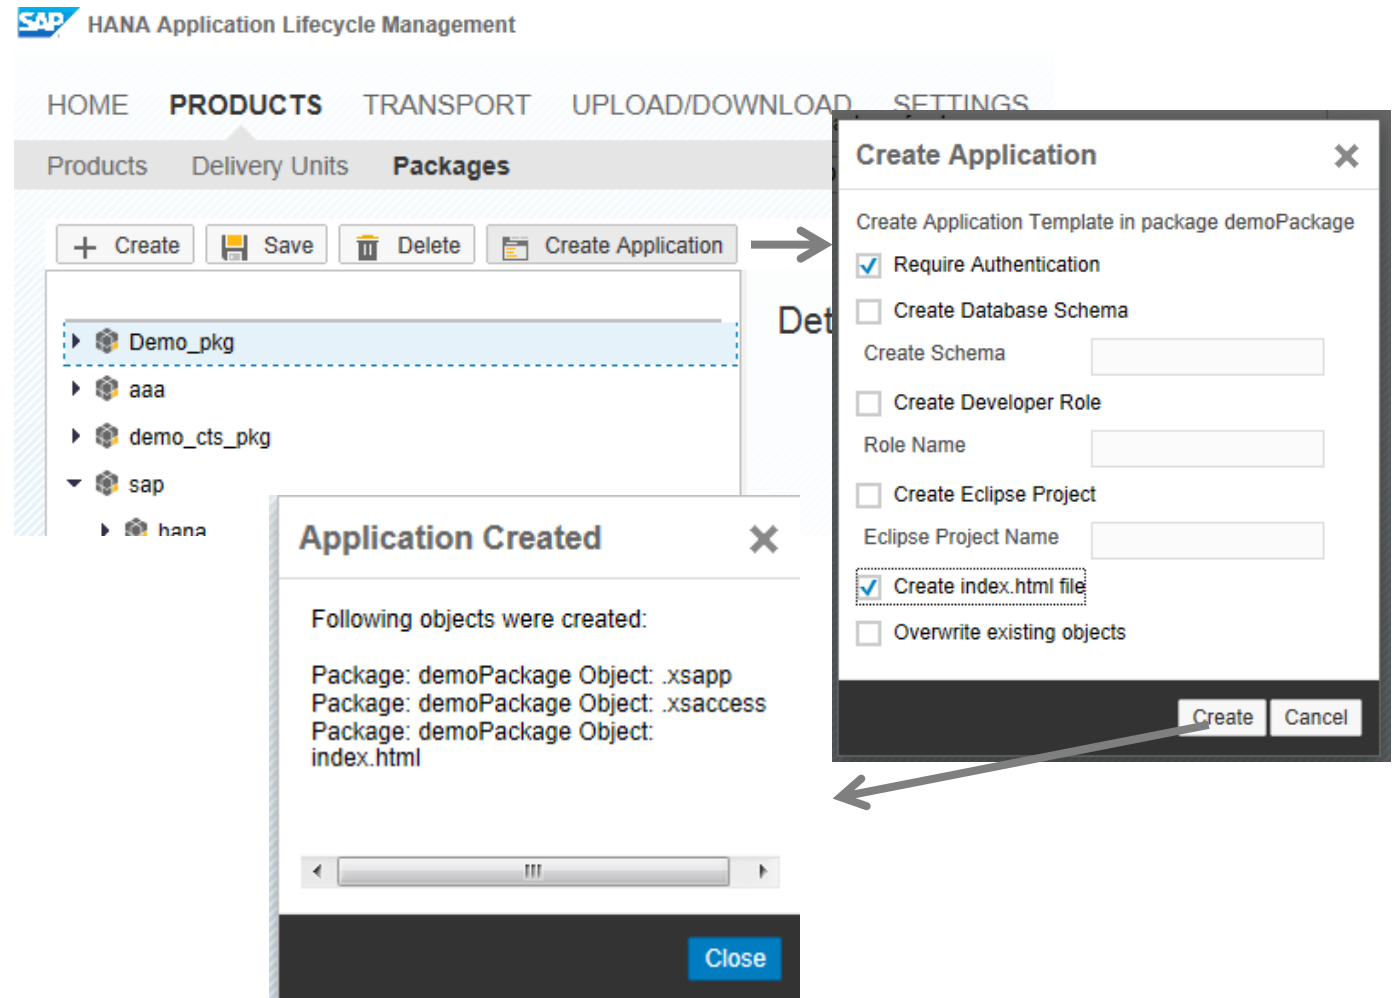 SAP HANA Application Lifecycle Management
HOME PRODUCTS TRANSPORT UPLOAD/DOWNLOAD SETTINGS
Products Delivery Units Packages
Create Save Delete Create Application
Det
Demo_pkg
aaa
demo_cts_pkg
sap
hana
Create Application
Create Application Template in package demoPackage
Require Authentication
Create Database Schema
Create Schema
Create Developer Role
Role Name
Create Eclipse Project
Eclipse Project Name
Create index.html file
Overwrite existing objects
Create Cancel
Application Created
Following objects were created:
Package: demoPackage Object: .xsapp
Package: demoPackage Object: .xsaccess
Package: demoPackage Object:
index.html
Close